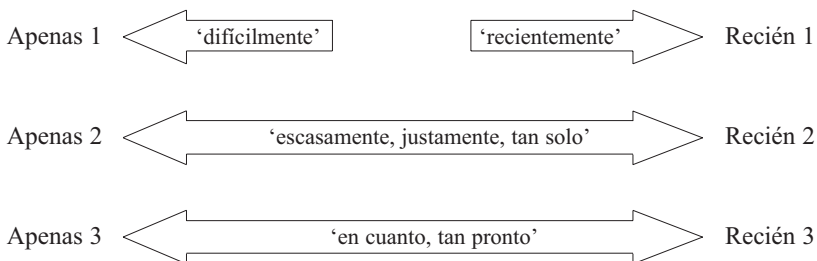 Apenas 1 ‘difícilmente’ ‘recientemente’ Recién 1
Apenas 2 ‘escasamente, justamente, tan solo’ Recién 2
Apenas 3 ‘en cuanto, tan pronto’ Recién 3